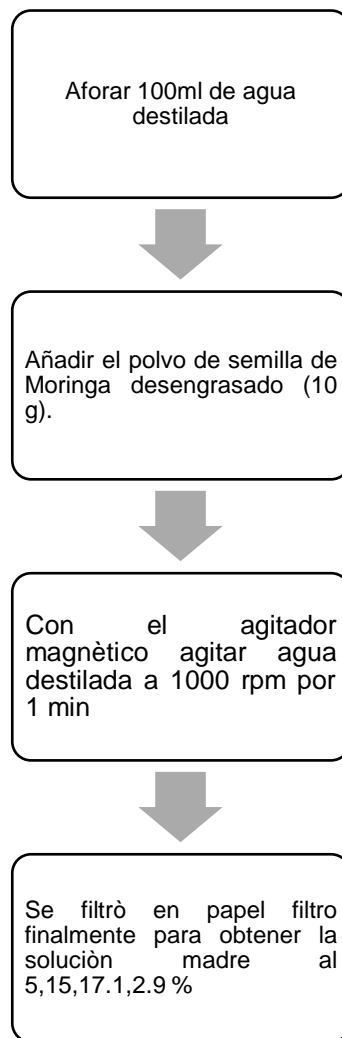 Aforar 100ml de agua
destilada
Añadir el polvo de semilla de
Moringa desengrasado (10
g).
Con el agitador
magnètico agitar agua
destilada a 1000 rpm por
1 min
Se filtrò en papel filtro
finalmente para obtener la
soluciòn madre al
5,15,17.1,2.9 %